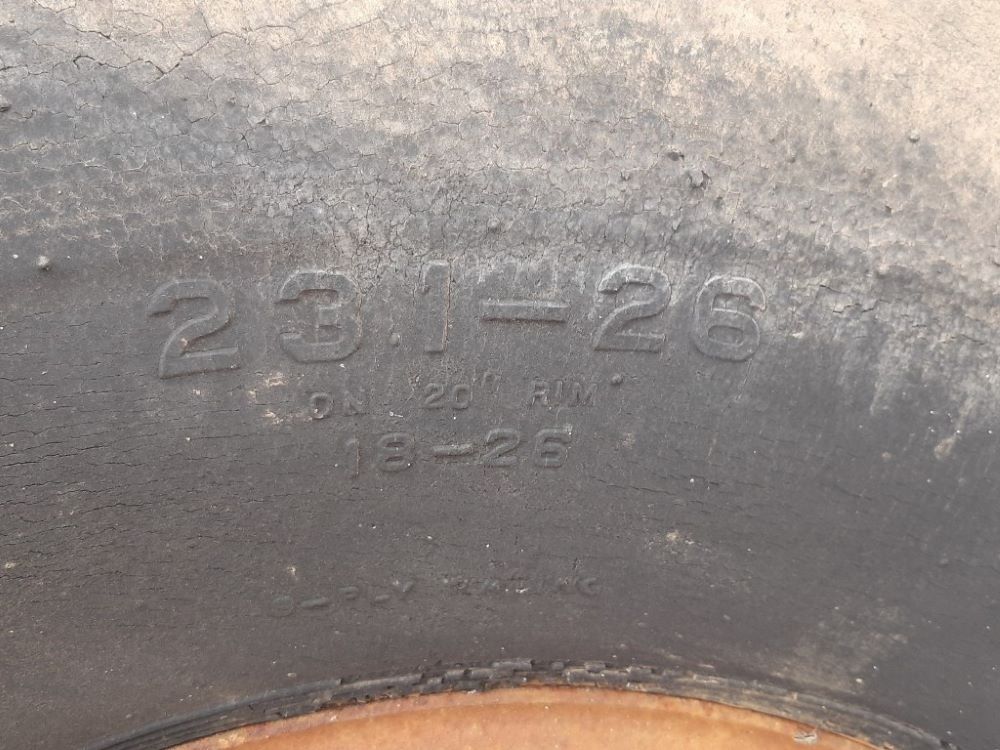 23.1-26
ON 20" RIM
18-26
PLY RATING